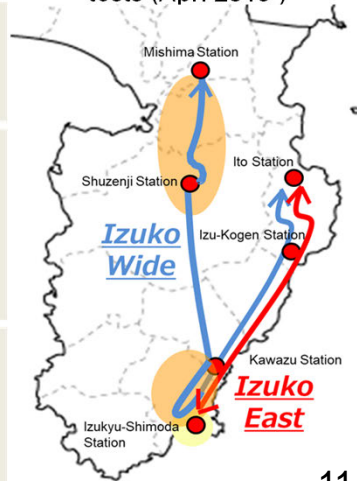 Mishima Station
Ito Station
Shuzenji Station
Izuko
Wide
Izu-Kogen Station
Kawazu Station
Izuko
East
Izukyu-Shimoda
Station
11